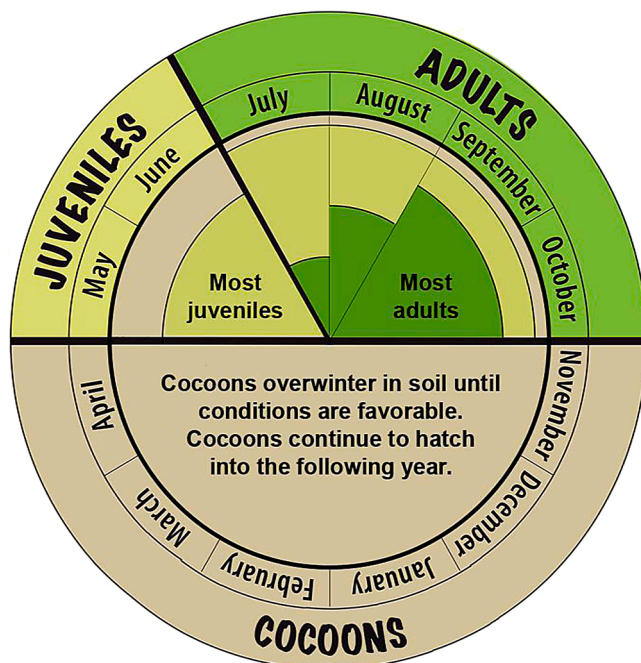 ADULTS
JUVENILES
July
August
September
October
June
May
Most
juveniles
Most
adults
Cocoons overwinter in soil until
conditions are favorable.
Cocoons continue to hatch
into the following year.
April
March
February
January
December
November
COCOONS